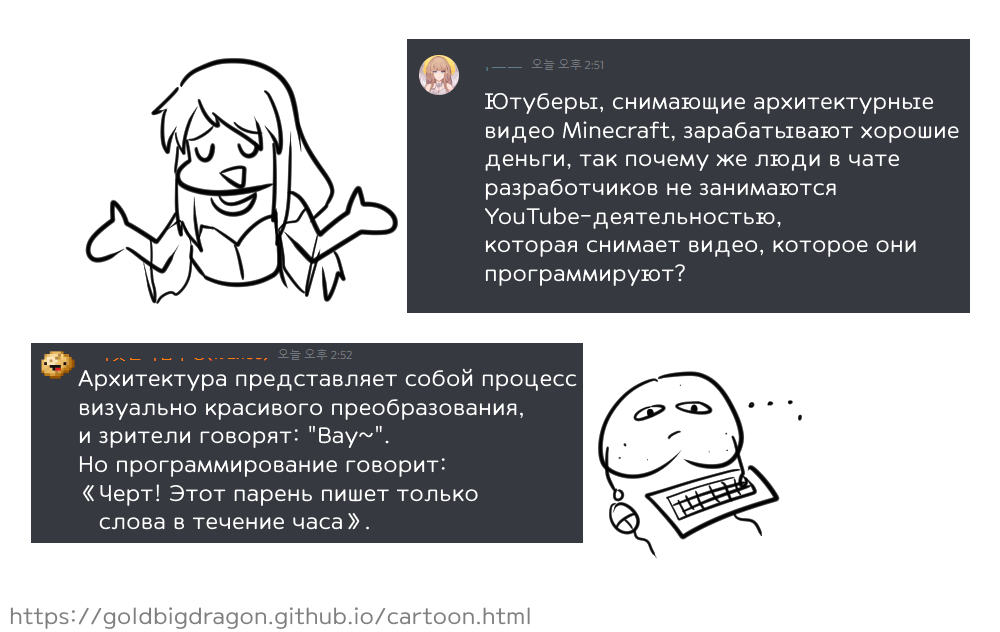 오늘 오후 2:51
Ютуберы, снимающие архитектурные
видео Minecraft, зарабатывают хорошие
деньги, так почему же люди в чате
разработчиков не занимаются
YouTube-деятельностью,
которая снимает видео, которое они
программируют?
오늘 오후 2:52
Архитектура представляет собой процесс
визуально красивого преобразования,
и зрители говорят: "Вау~".
Но программирование говорит:
《Черт! Этот парень пишет только
слова в течение часа》.
https://goldbigdragon.github.io/cartoon.html